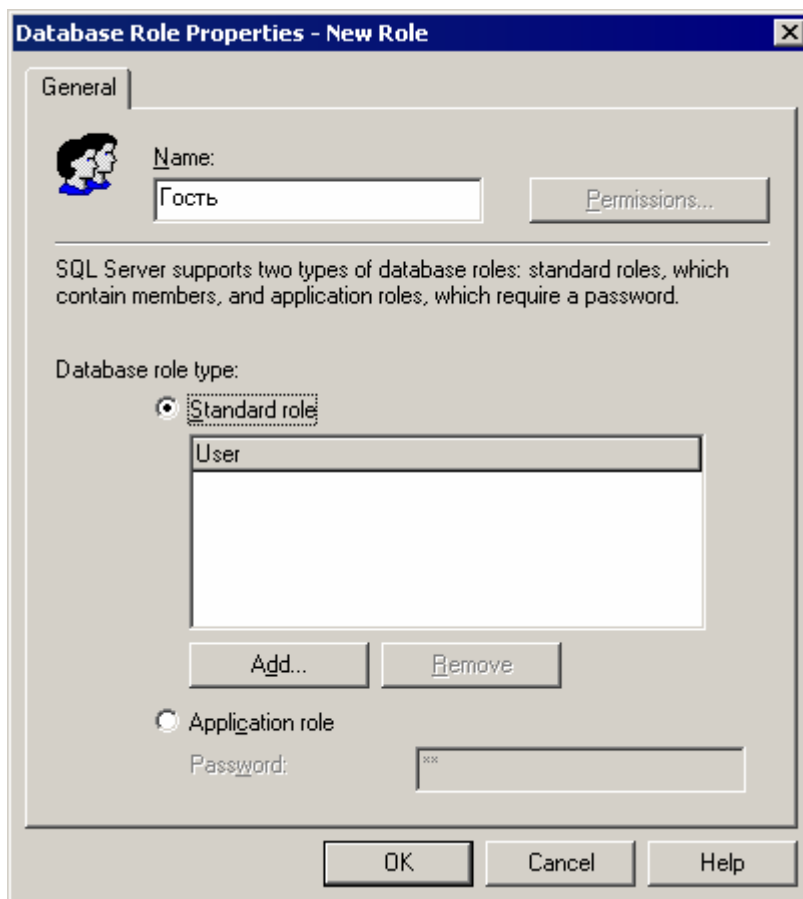 Database Role Properties - New Role
General
Name:
Гость
Permissions...
SQL Server supports two types of database roles: standard roles, which
contain members, and application roles, which require a password.
Database role type:
Standard role
User
Add...
Remove
Application role
Password:
**
OK
Cancel
Help